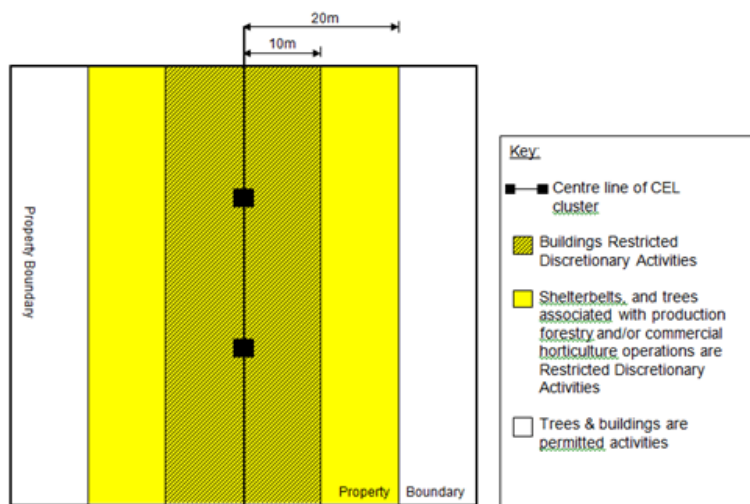 20m
10m
Property Boundary
Property Boundary
Key:
Centre line of CEL
cluster
Buildings Restricted
Discretionary Activities
Shelterbelts, and trees
associated with production
forestry and/or commercial
horticulture operations are
Restricted Discretionary
Activities
Trees & buildings are
permitted activities